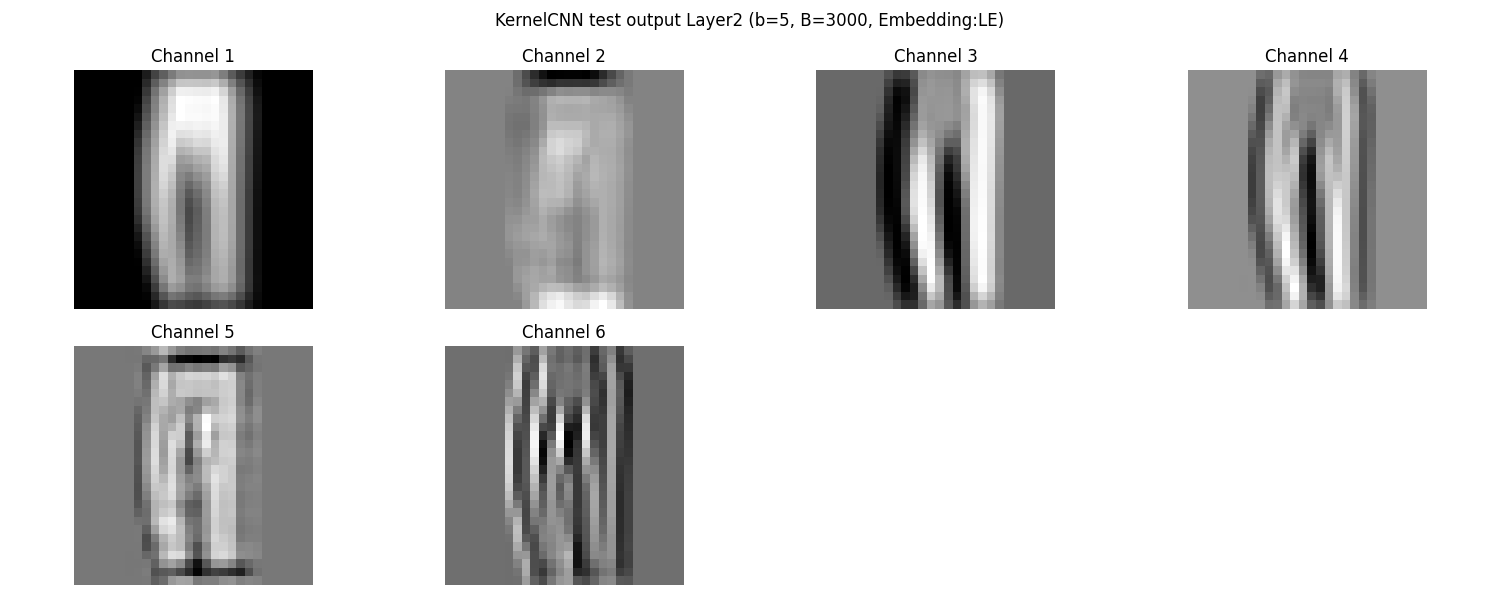 KernelCNN test output Layer2 (b=5, B=3000, Embedding:LE)
Channel 1
Channel 2
Channel 3
Channel 4
Channel 5
Channel 6